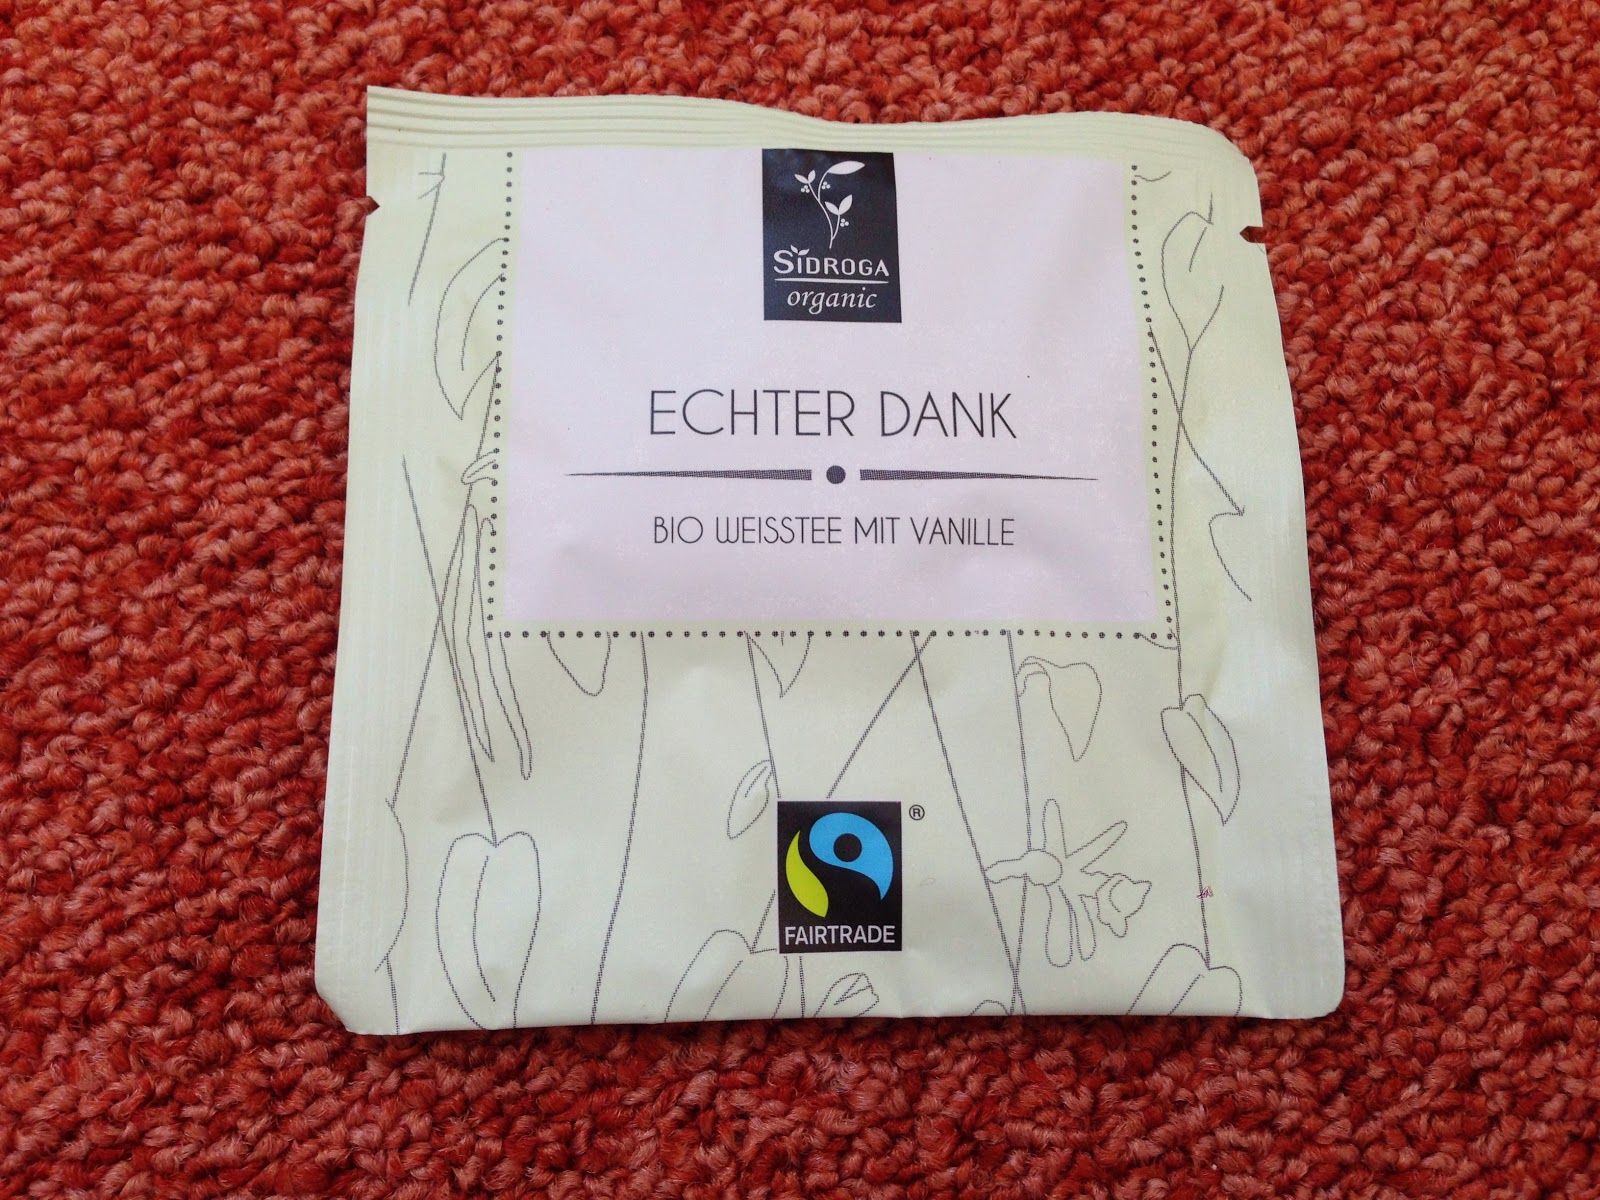 SIDROGA
organic
ECHTER DANK
BIO WEISSTEE MIT VANILLE
®
FAIRTRADE